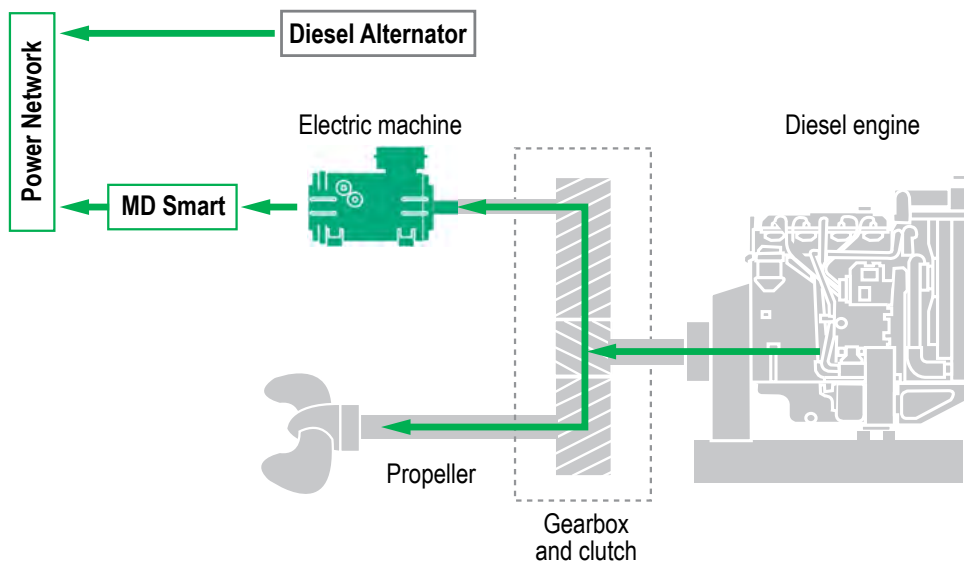 Diesel Alternator
Power Network
Electric machine
Diesel engine
MD Smart
Propeller
Gearbox
and clutch